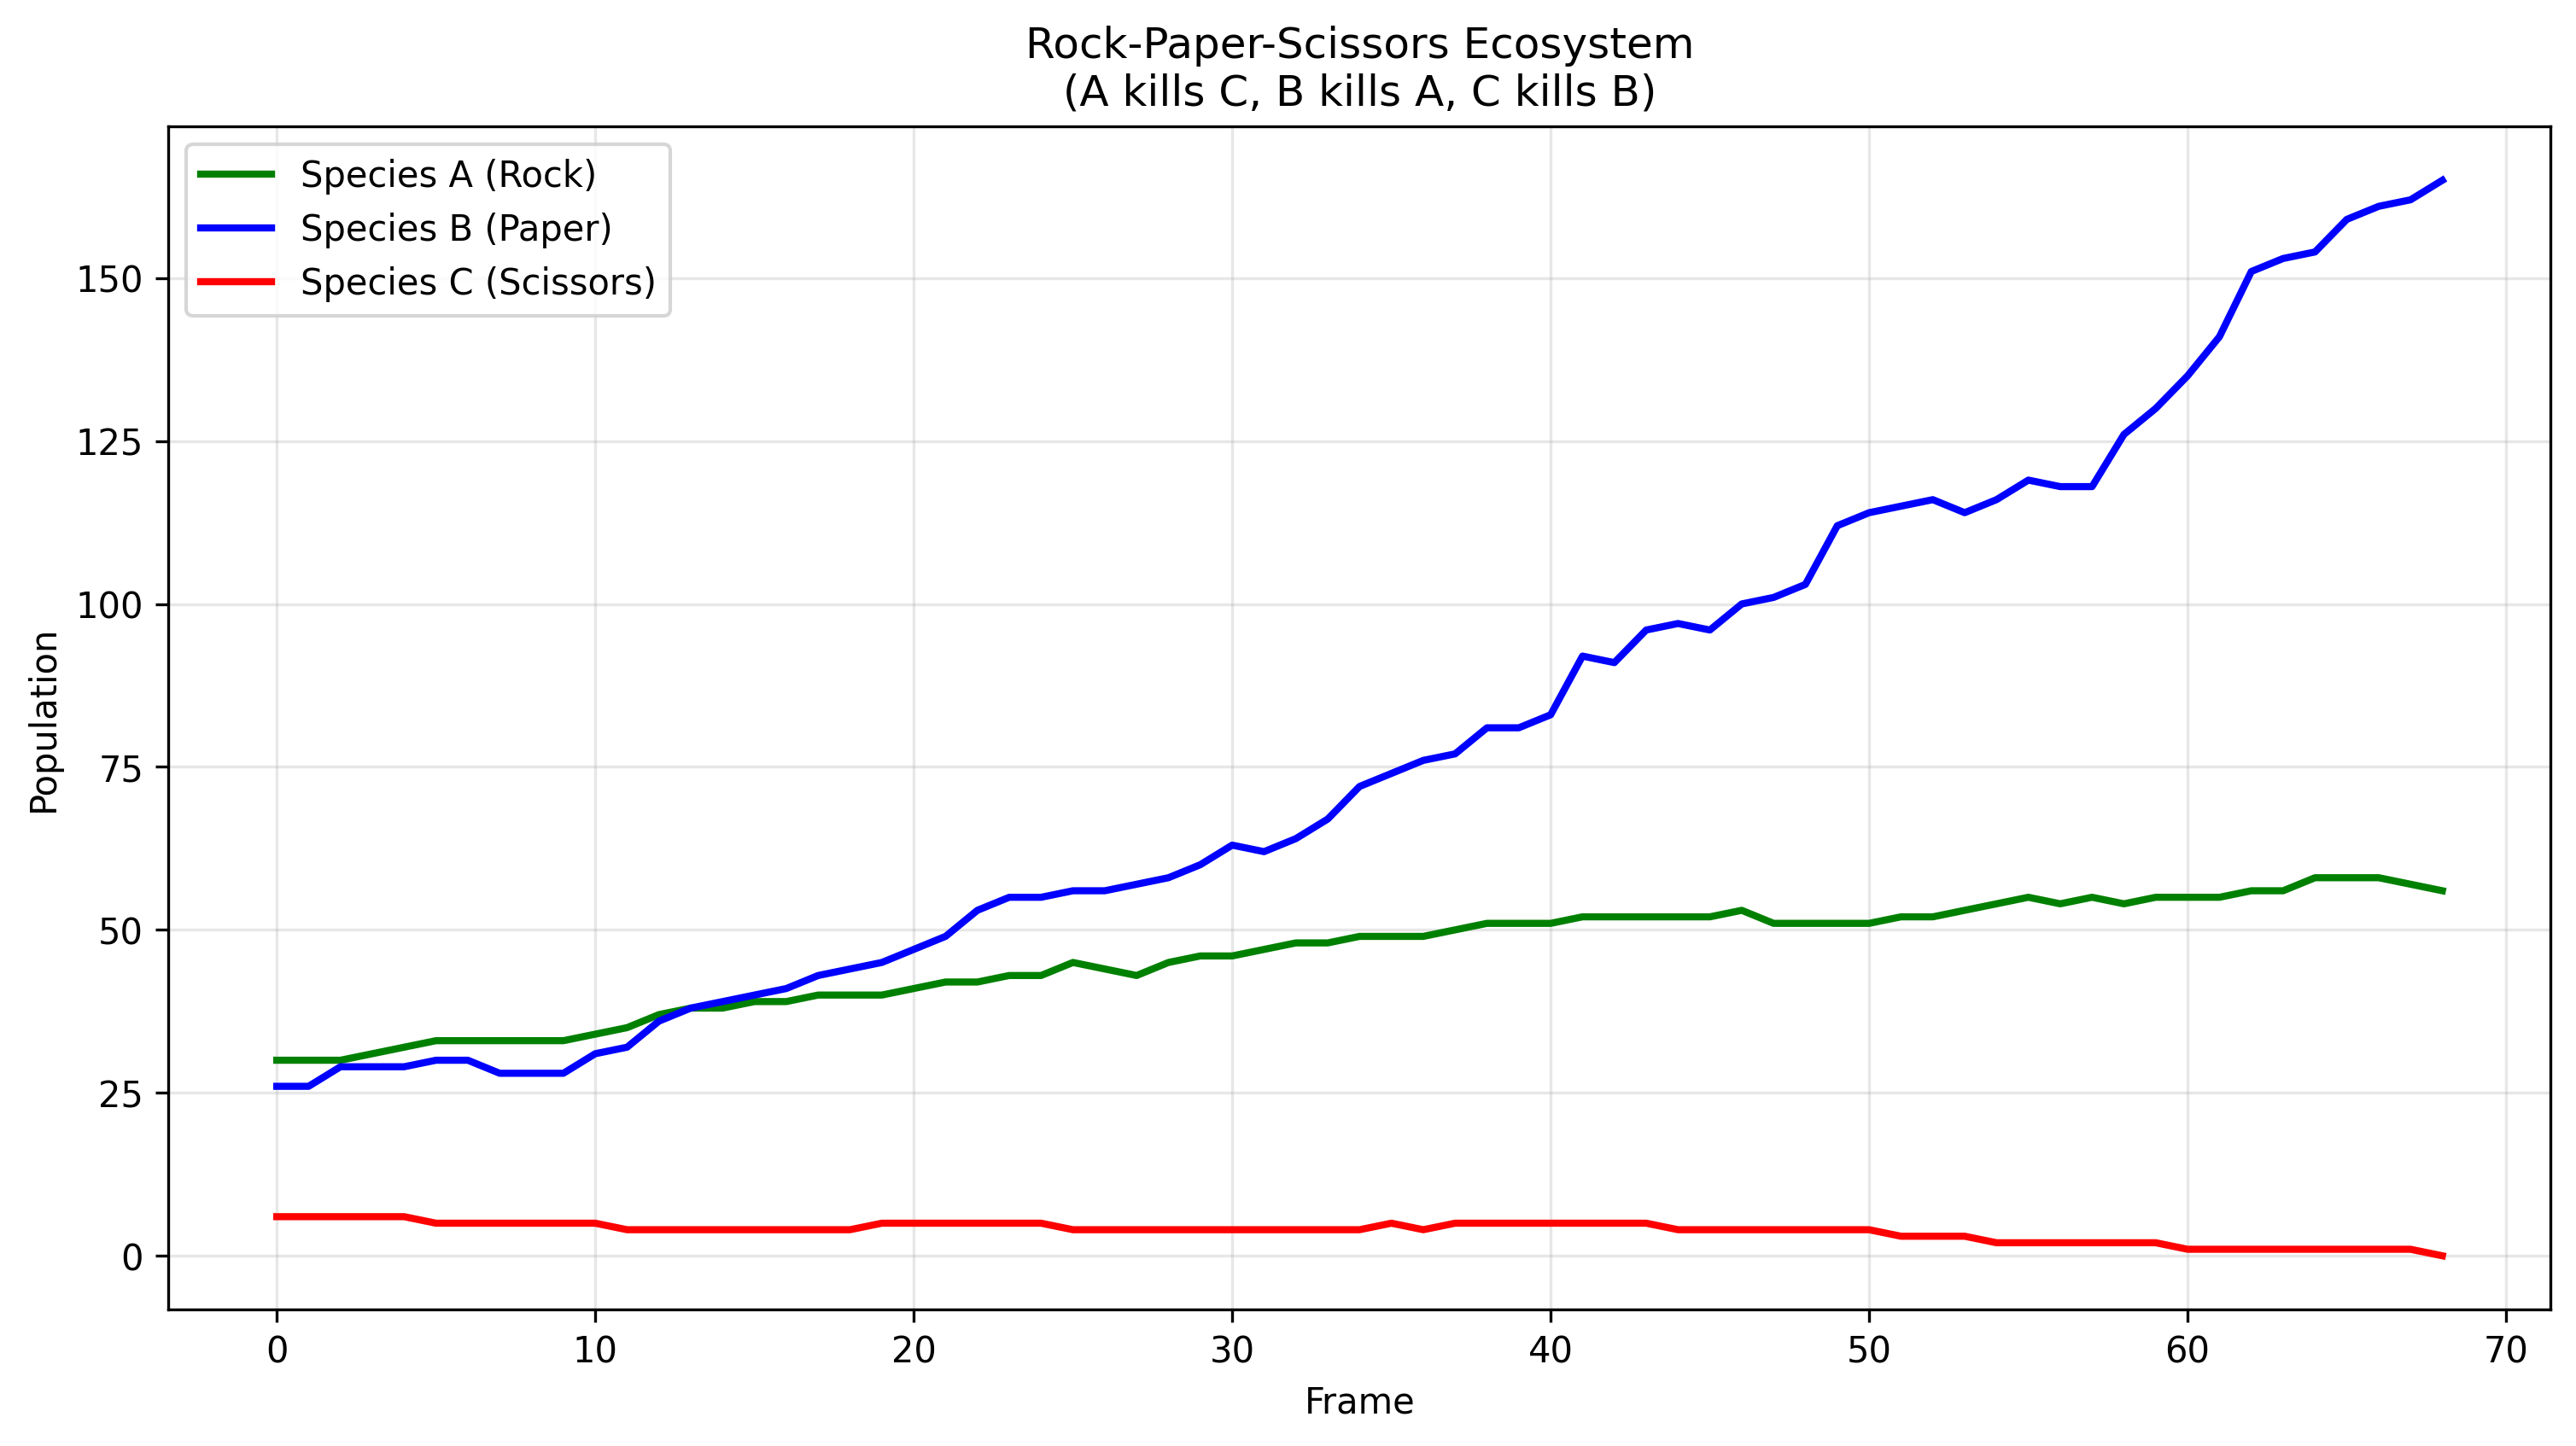 Rock-Paper-Scissors Ecosystem
(A kills C, B kills A, C kills B)
Species A (Rock)
Species B (Paper)
Species C (Scissors)
Population
150
125
100
75
50
25
0
0 10 20 30 40 50 60 70
Frame